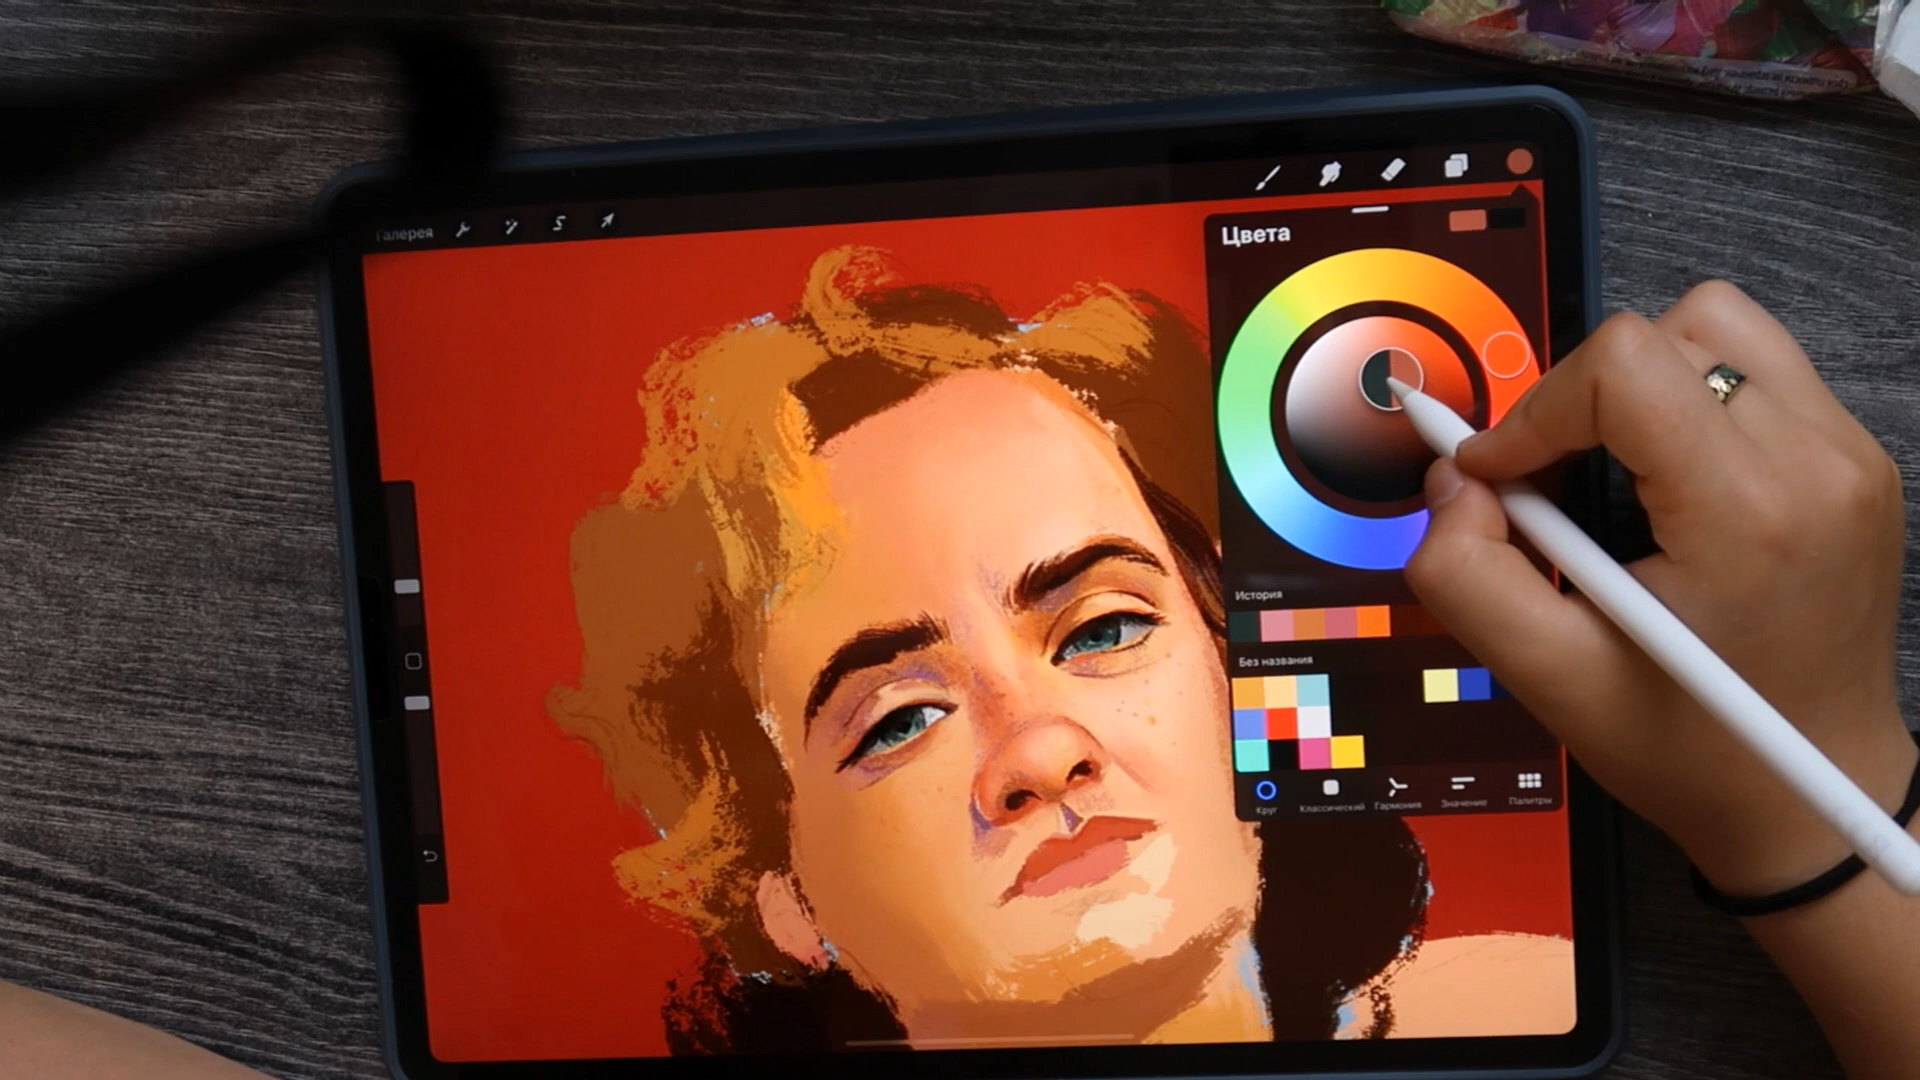 Галерея
Цвета
История
Без названия
Круг
Классический
Гармония
Значение
Палитры